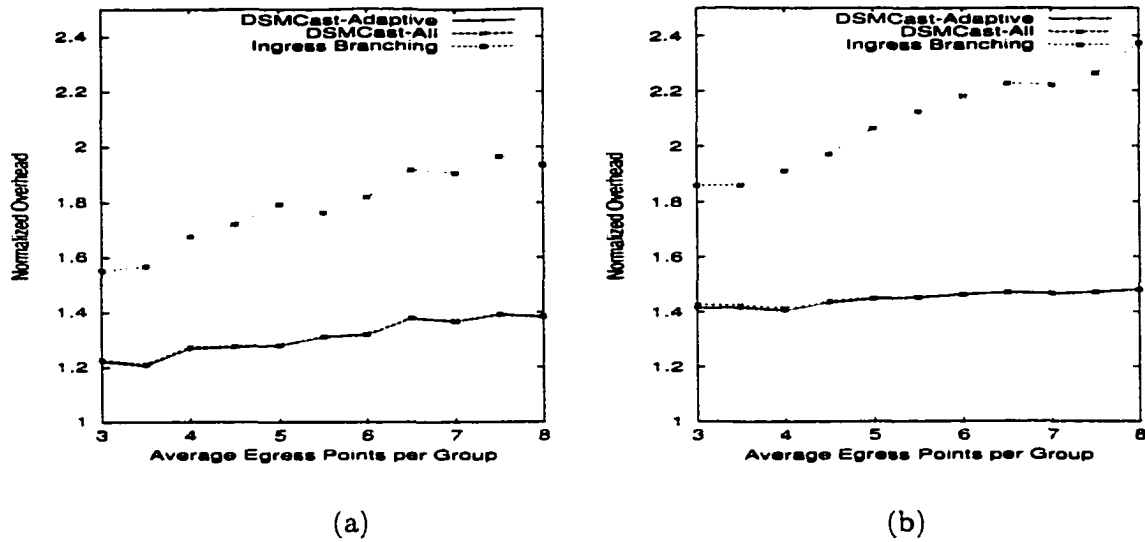 DSMCast-Adaptive
DSMCast-All
Ingress Branching
2.4
2.2
2
1.8
1.6
1.4
1.2
1
Normalized Overhead
3 4 5 6 7 8
Average Egress Points per Group
(a)
DSMCast-Adaptive
DSMCast-All
Ingress Branching
2.4
2.2
2
1.8
1.6
1.4
1.2
1
Normalized Overhead
3 4 5 6 7 8
Average Egress Points per Group
(b)